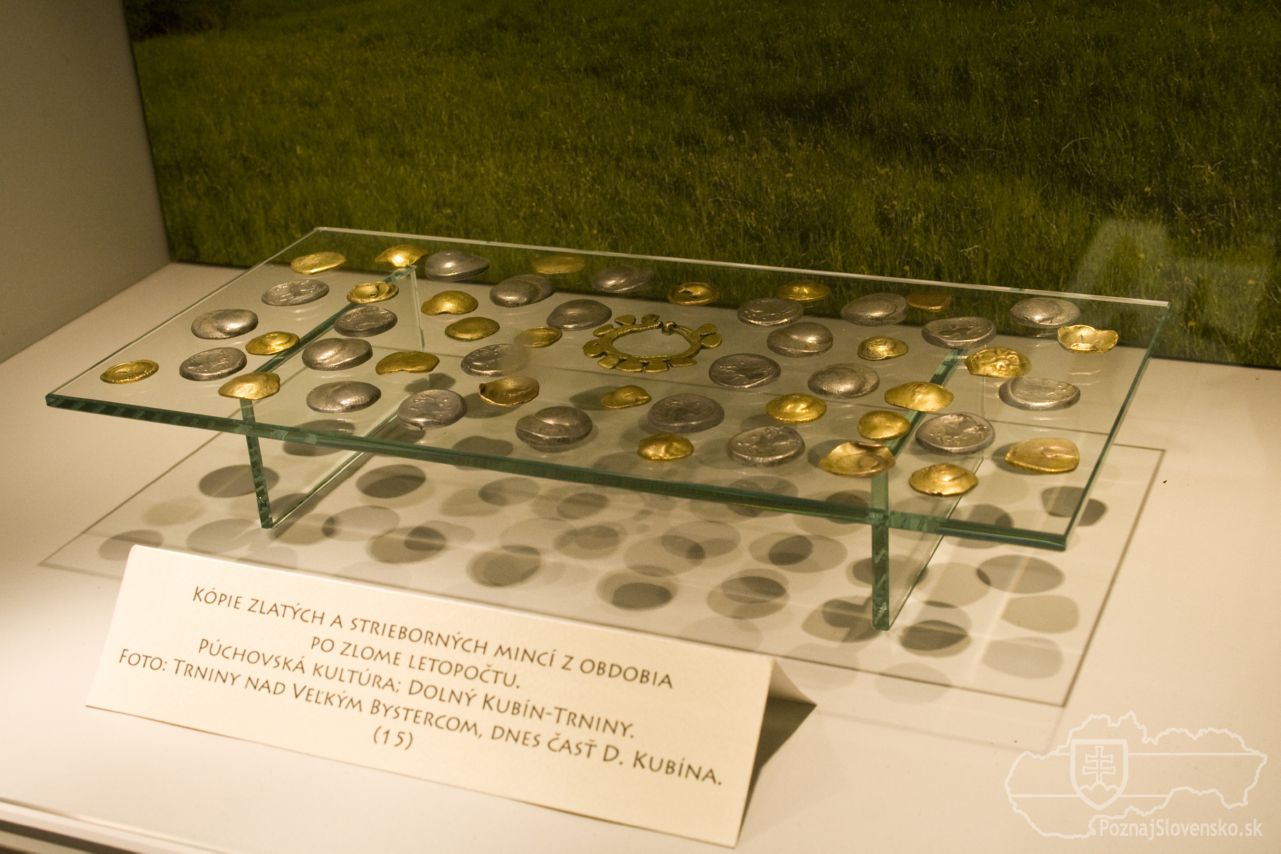 Kópie zlatých a strieborných mincí z obdobia
po zlome letopočtu.
Púchovská kultúra; Dolný Kubín-Trniny.
Foto: Trniny nad Veľkým Bystercom, dnes časť D. Kubína.
(15)
PoznajSlovensko.sk